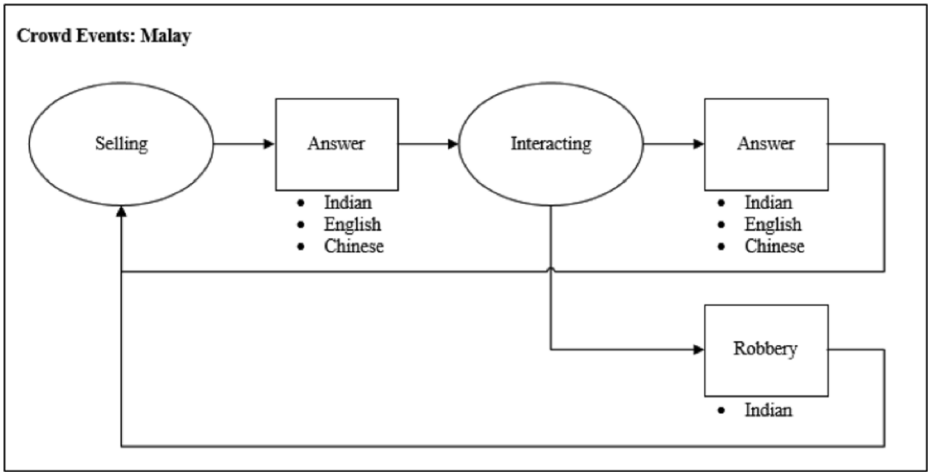 Crowd Events: Malay
Selling
Answer
Interacting
Answer
• Indian
• English
• Chinese
• Indian
• English
• Chinese
Robbery
• Indian